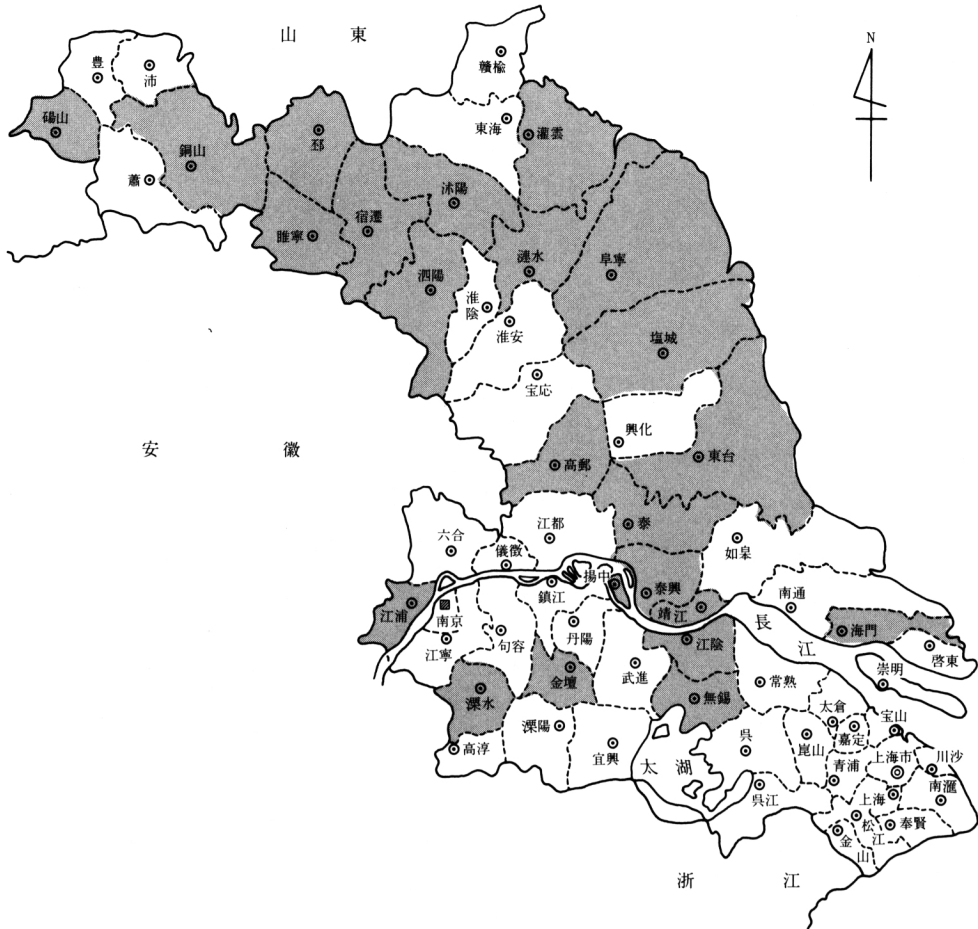 山東
N
豊
沛
贛楡
碭山
銅山
邳
東海
灌雲
蕭
沭陽
睢寧
宿遷
泗陽
漣水
阜寧
淮陰
淮安
塩城
宝応
興化
安徽
高郵
東台
六合
儀徴
江都
泰
如皋
揚中
泰興
南通
江浦
南京
鎮江
靖江
海門
江寧
句容
丹陽
江陰
長江
啓東
崇明
溧水
金壇
武進
無錫
常熟
太倉
宝山
高淳
溧陽
宜興
太湖
呉
崑山
嘉定
上海市
川沙
青浦
南滙
呉江
上海
松江
奉賢
金山
浙江